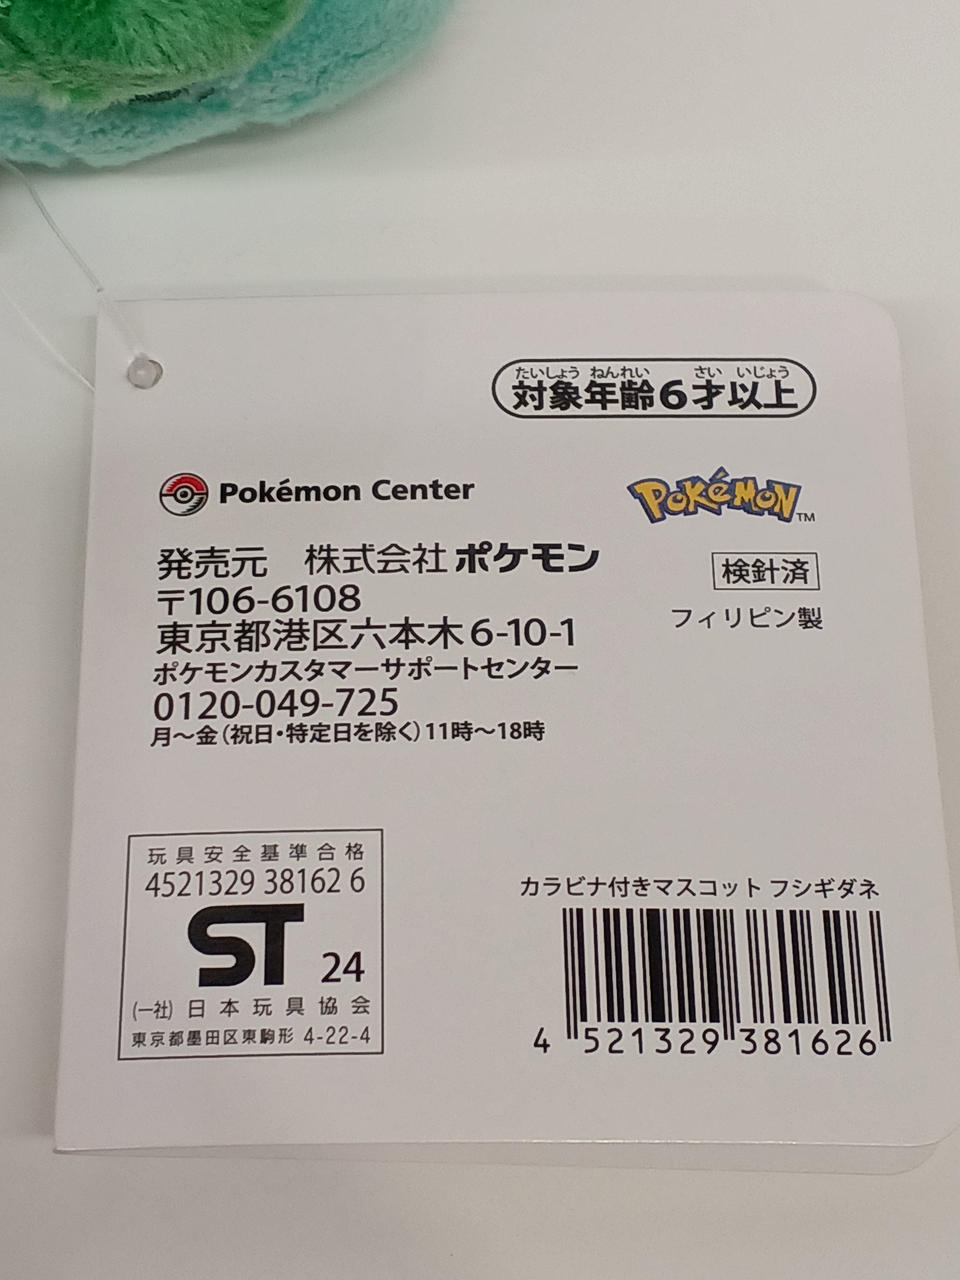 たいしょう ねんれい さい いじょう
対象年齢6才以上
Pokémon Center
POKéMON™
発売元 株式会社ポケモン
〒106-6108
東京都港区六本木6-10-1
ポケモンカスタマーサポートセンター
0120-049-725
月～金（祝日・特定日を除く）11時～18時
検針済
フィリピン製
玩具安全基準合格
4521329 38162 6
ST 24
(一社) 日本玩具協会
東京都墨田区東駒形 4-22-4
カラビナ付きマスコット フシギダネ
4 521329 381626